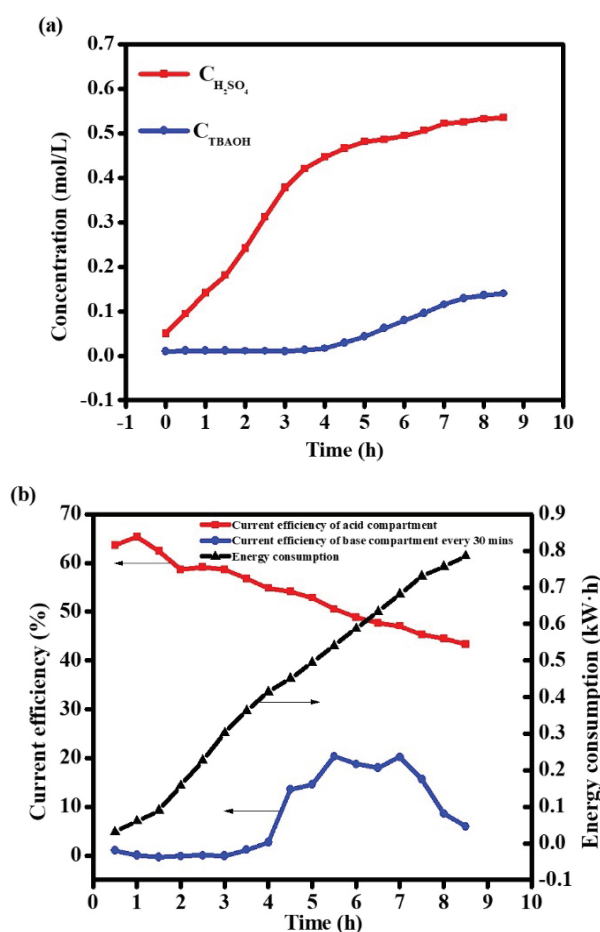 (a)
0.7
0.6
0.5
0.4
0.3
0.2
0.1
0.0
-0.1
Concentration (mol/L)
C_H₂SO₄
C_TBAOH
-1 0 1 2 3 4 5 6 7 8 9 10
Time (h)
(b)
70
60
50
40
30
20
10
0
Current efficiency (%)
Current efficiency of acid compartment
Current efficiency of base compartment every 30 mins
Energy consumption
0.9
0.8
0.7
0.6
0.5
0.4
0.3
0.2
0.1
0.0
-0.1
Energy consumption (kW·h)
0 1 2 3 4 5 6 7 8 9 10
Time (h)